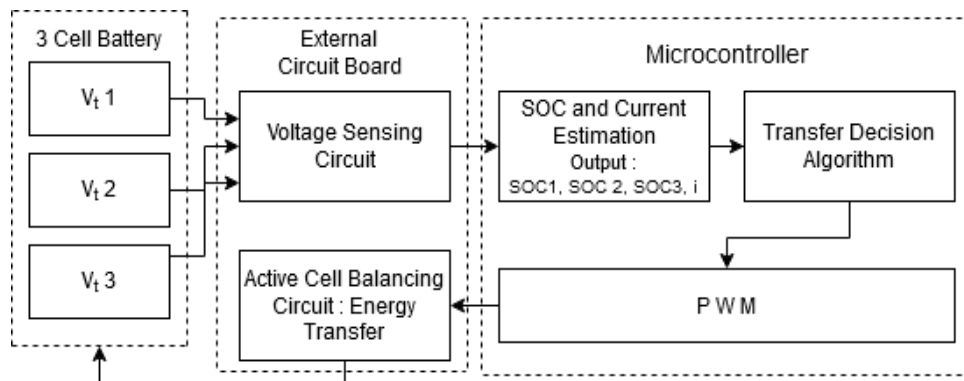 3 Cell Battery
V_t 1
V_t 2
V_t 3
External
Circuit Board
Voltage Sensing
Circuit
Active Cell Balancing
Circuit : Energy
Transfer
Microcontroller
SOC and Current
Estimation
Output :
SOC1, SOC 2, SOC3, i
Transfer Decision
Algorithm
P W M